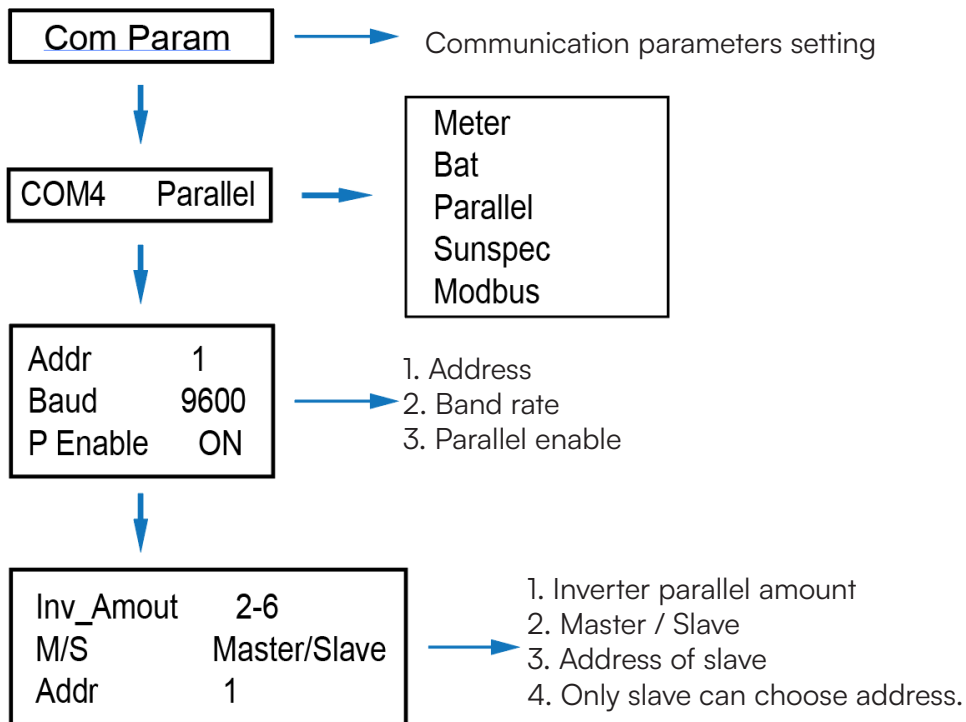 Com Param
Communication parameters setting
COM4 Parallel
Meter
Bat
Parallel
Sunspec
Modbus
Addr 1
Baud 9600
P Enable ON
1. Address
2. Band rate
3. Parallel enable
Inv_Amout 2-6
M/S Master/Slave
Addr 1
1. Inverter parallel amount
2. Master / Slave
3. Address of slave
4. Only slave can choose address.